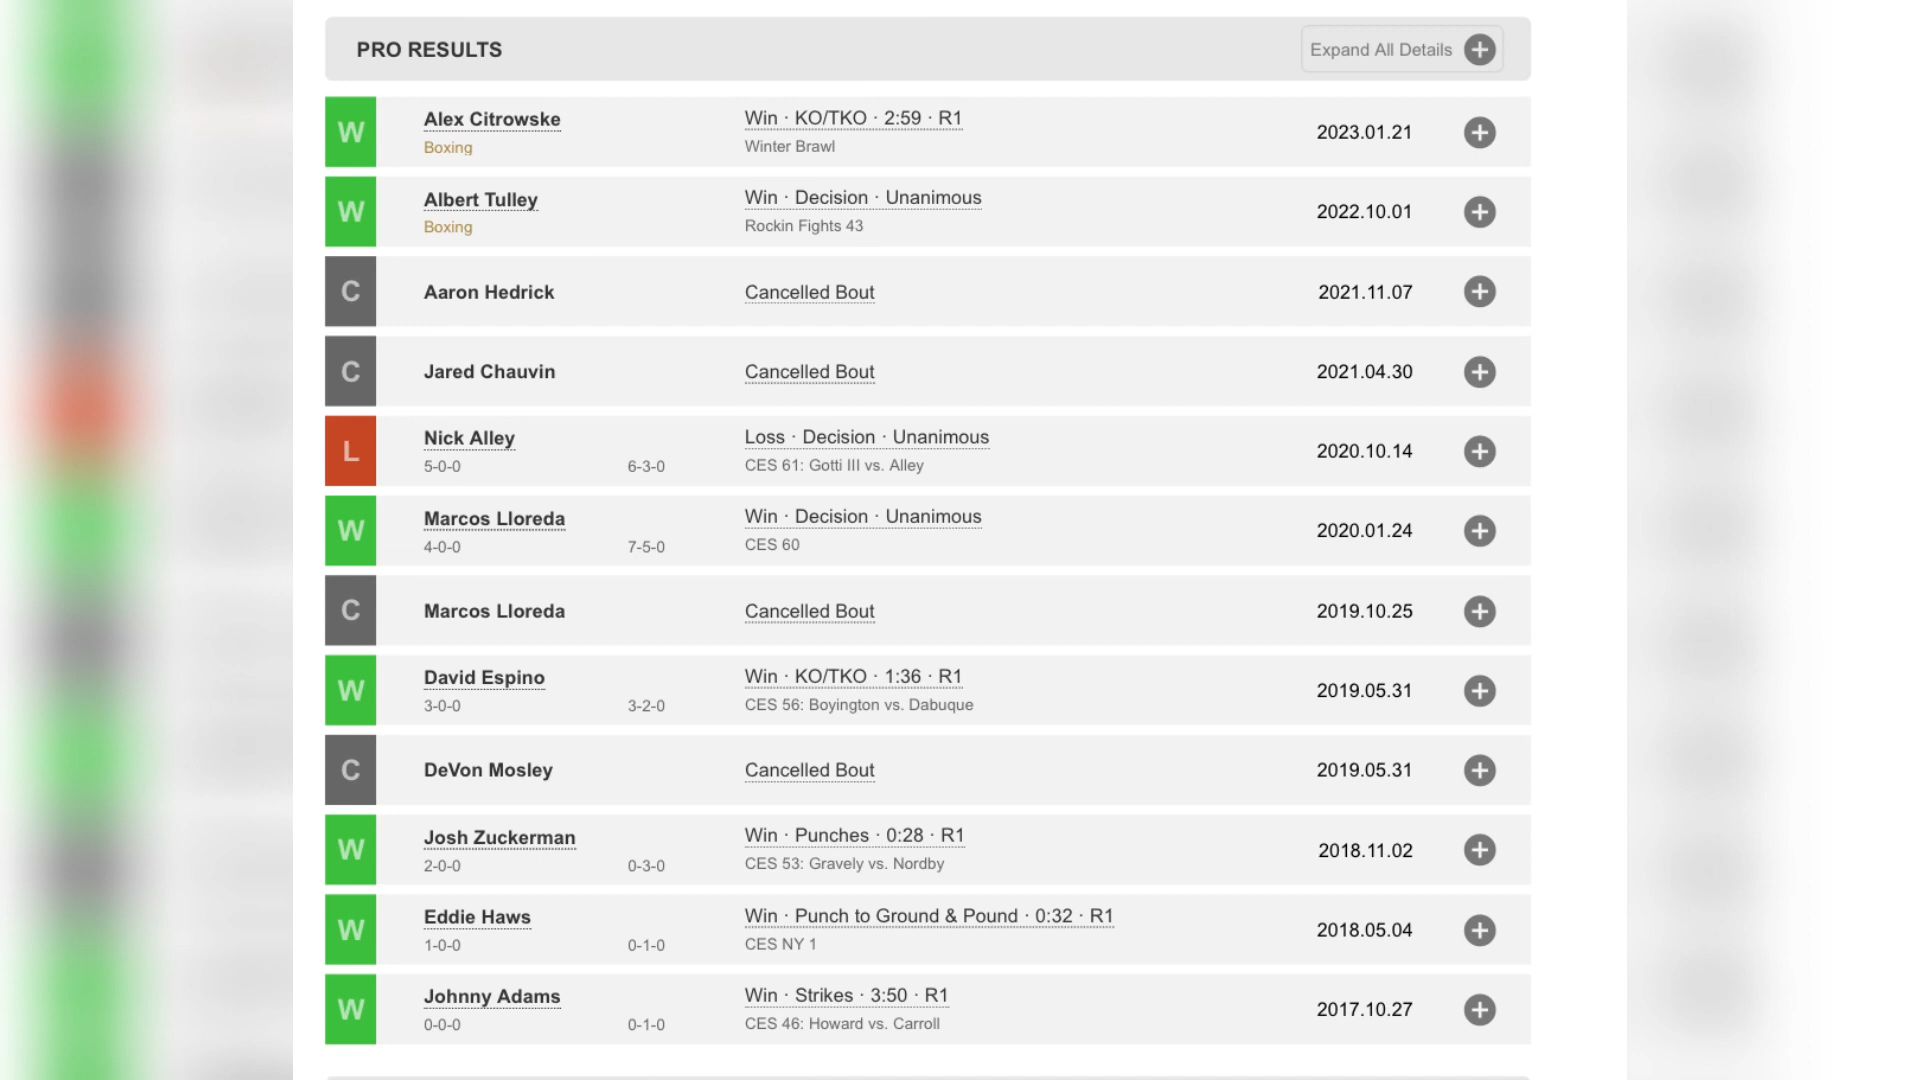 PRO RESULTS
Expand All Details
W
Alex Citrowske
Win · KO/TKO · 2:59 · R1
2023.01.21
Boxing
Winter Brawl
W
Albert Tulley
Win · Decision · Unanimous
2022.10.01
Boxing
Rockin Fights 43
C
Aaron Hedrick
Cancelled Bout
2021.11.07
C
Jared Chauvin
Cancelled Bout
2021.04.30
L
Nick Alley
Loss · Decision · Unanimous
2020.10.14
5-0-0
6-3-0
CES 61: Gotti III vs. Alley
W
Marcos Lloreda
Win · Decision · Unanimous
2020.01.24
4-0-0
7-5-0
CES 60
C
Marcos Lloreda
Cancelled Bout
2019.10.25
W
David Espino
Win · KO/TKO · 1:36 · R1
2019.05.31
3-0-0
3-2-0
CES 56: Boyington vs. Dabuque
C
DeVon Mosley
Cancelled Bout
2019.05.31
W
Josh Zuckerman
Win · Punches · 0:28 · R1
2018.11.02
2-0-0
0-3-0
CES 53: Gravely vs. Nordby
W
Eddie Haws
Win · Punch to Ground & Pound · 0:32 · R1
2018.05.04
1-0-0
0-1-0
CES NY 1
W
Johnny Adams
Win · Strikes · 3:50 · R1
2017.10.27
0-0-0
0-1-0
CES 46: Howard vs. Carroll